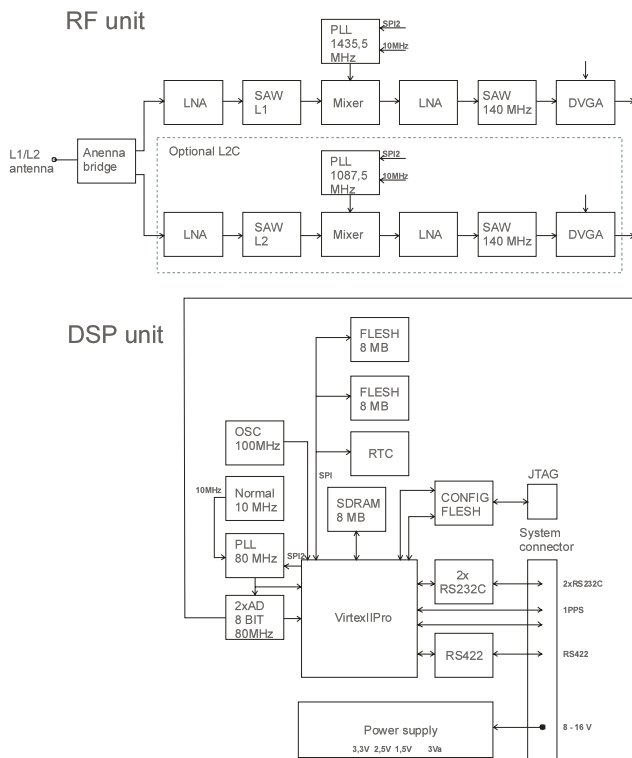 RF unit
PLL
1435,5
MHz
SPI2
10MHz
LNA
SAW
L1
Mixer
LNA
SAW
140 MHz
DVGA
L1/L2
antenna
Anenna
bridge
Optional L2C
PLL
1087,5
MHz
SPI2
10MHz
LNA
SAW
L2
Mixer
LNA
SAW
140 MHz
DVGA
DSP unit
FLESH
8 MB
FLESH
8 MB
OSC
100MHz
RTC
SPI
10MHz
Normal
10 MHz
SDRAM
8 MB
CONFIG
FLESH
JTAG
System
connector
PLL
80 MHz
SPI2
VirtexIIPro
2x
RS232C
2xRS232C
1PPS
2xAD
8 BIT
80MHz
RS422
RS422
Power supply
3,3V 2,5V 1,5V 3Va
8 - 16 V